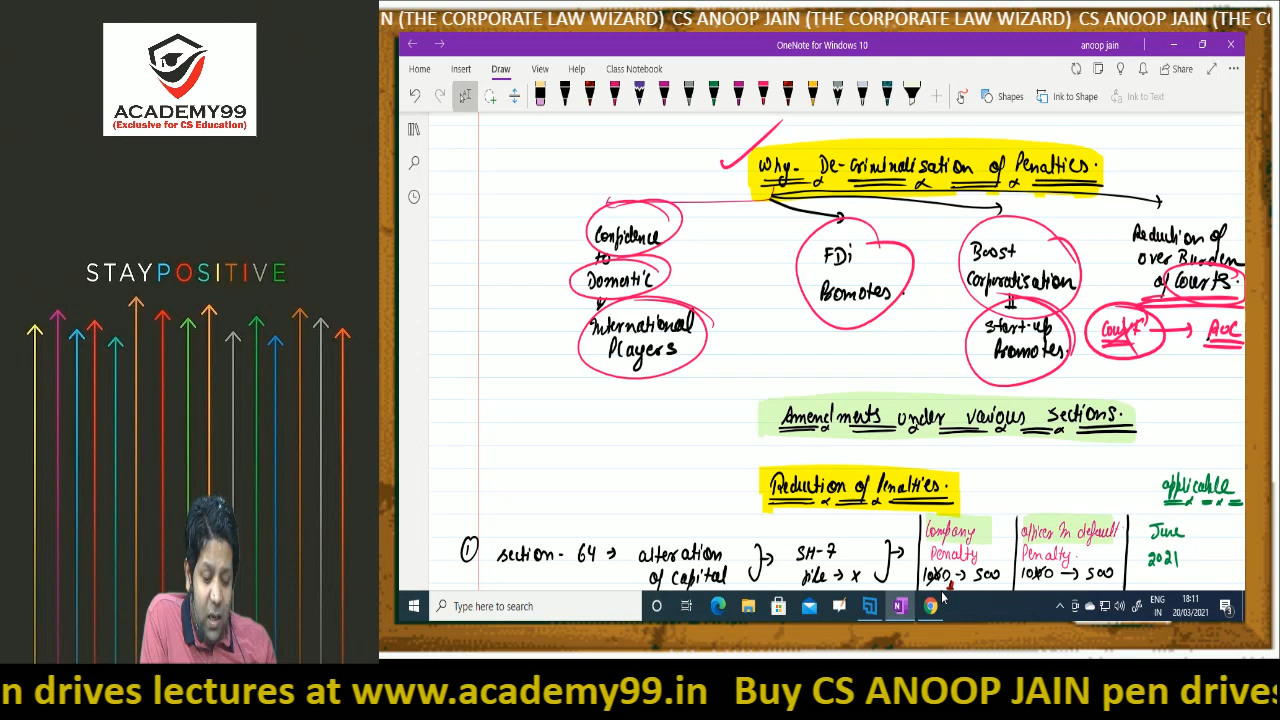 N (THE CORPORATE LAW WIZARD) CS ANOOP JAIN (THE CORPORATE LAW WIZARD) CS ANOOP JAIN (THE CO
ACADEMY99
(Exclusive for CS Education)
STAYPOSITIVE
OneNote for Windows 10
anoop jain
Home Insert Draw View Help Class Notebook
Share
Shapes
Ink to Shape
Ink to Text
Why- De-criminalisation of Penalties.
Confidence
to
Domestic
&
International
Players
FDi
Promotes.
Boost
Corporatisation
Start-up
Promotes.
Reduction of
over Burden
of Courts.
Court → ROC
Amendments under various sections.
Reduction of Penalties.
applicable
① section - 64 → alteration of capital
SH-7
file → x
Company
Penalty
1000 → 500
officer in default
Penalty.
1000 → 500
June
2021
Type here to search
ENG
IN
18:11
20/03/2021
3
n drives lectures at www.academy99.in Buy CS ANOOP JAIN pen drives